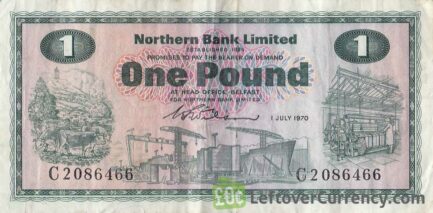 1 Northern Bank Limited 1
ESTABLISHED 1824
PROMISES TO PAY THE BEARER ON DEMAND
One Pound
AT HEAD OFFICE, BELFAST
FOR NORTHERN BANK LIMITED
1 JULY 1970
C2086466 C2086466
£0¢ LeftoverCurrency.com